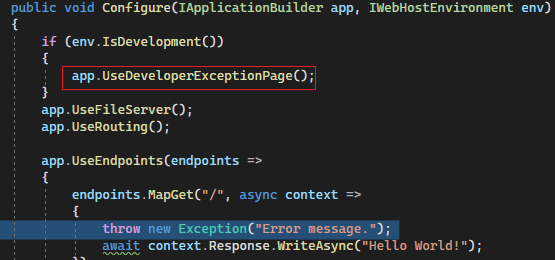 public void Configure(IApplicationBuilder app, IWebHostEnvironment env)
{
if (env.IsDevelopment())
{
app.UseDeveloperExceptionPage();
}
app.UseFileServer();
app.UseRouting();
app.UseEndpoints(endpoints =>
{
endpoints.MapGet("/", async context =>
{
throw new Exception("Error message.");
await context.Response.WriteAsync("Hello World!");
});